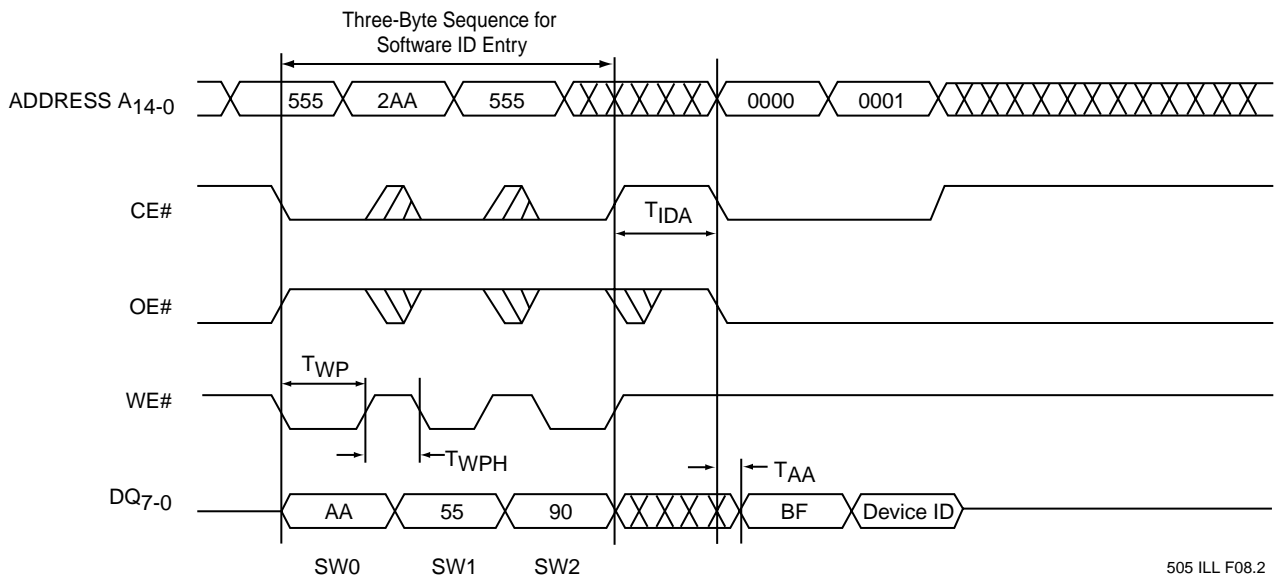 Three-Byte Sequence for
Software ID Entry
ADDRESS A14-0
555 2AA 555 0000 0001
CE#
TIDA
OE#
TWP
WE#
TWPH
TAA
DQ7-0
AA 55 90 BF Device ID
SW0 SW1 SW2
505 ILL F08.2